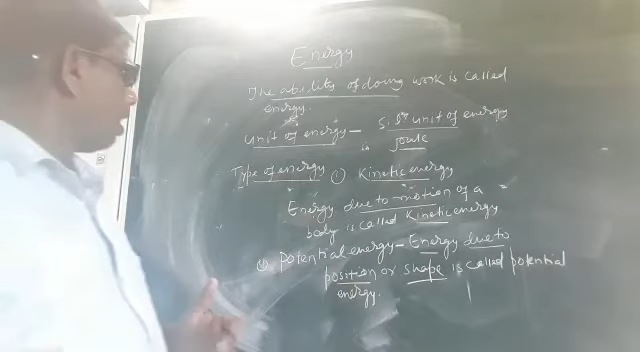 Energy
The ability of doing work is called
energy.
unit of energy - S.I unit of energy
is joule
Type of energy ① Kinetic energy
Energy due to motion of a
body is called Kinetic energy
② potential energy - Energy due to
position or shape is called potential
energy.